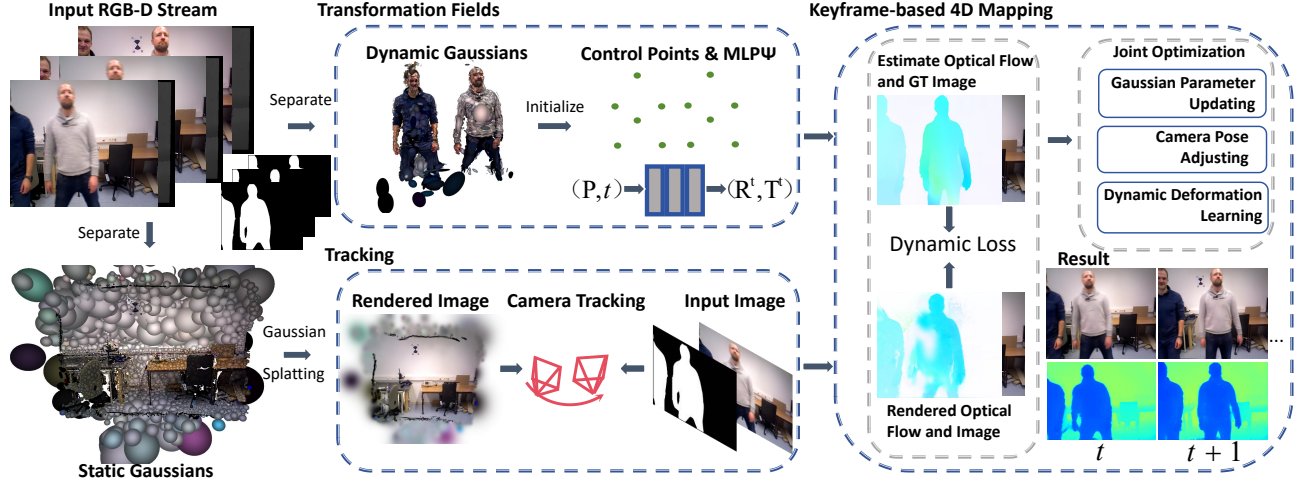 Input RGB-D Stream
Separate
Separate
Static Gaussians
Gaussian
Splatting
Transformation Fields
Dynamic Gaussians
Initialize
Control Points & MLPΨ
(P, t)
(Rᵗ, Tᵗ)
Tracking
Rendered Image
Camera Tracking
Input Image
Keyframe-based 4D Mapping
Estimate Optical Flow
and GT Image
Dynamic Loss
Rendered Optical
Flow and Image
Joint Optimization
Gaussian Parameter
Updating
Camera Pose
Adjusting
Dynamic Deformation
Learning
Result
...
t
t + 1